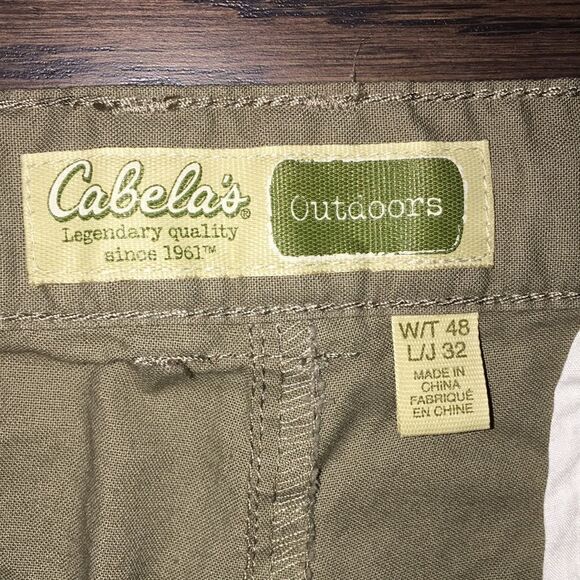 Cabela's®
Legendary quality
since 1961™
Outdoors
W/T 48
L/J 32
MADE IN
CHINA
FABRIQUÉ
EN CHINE